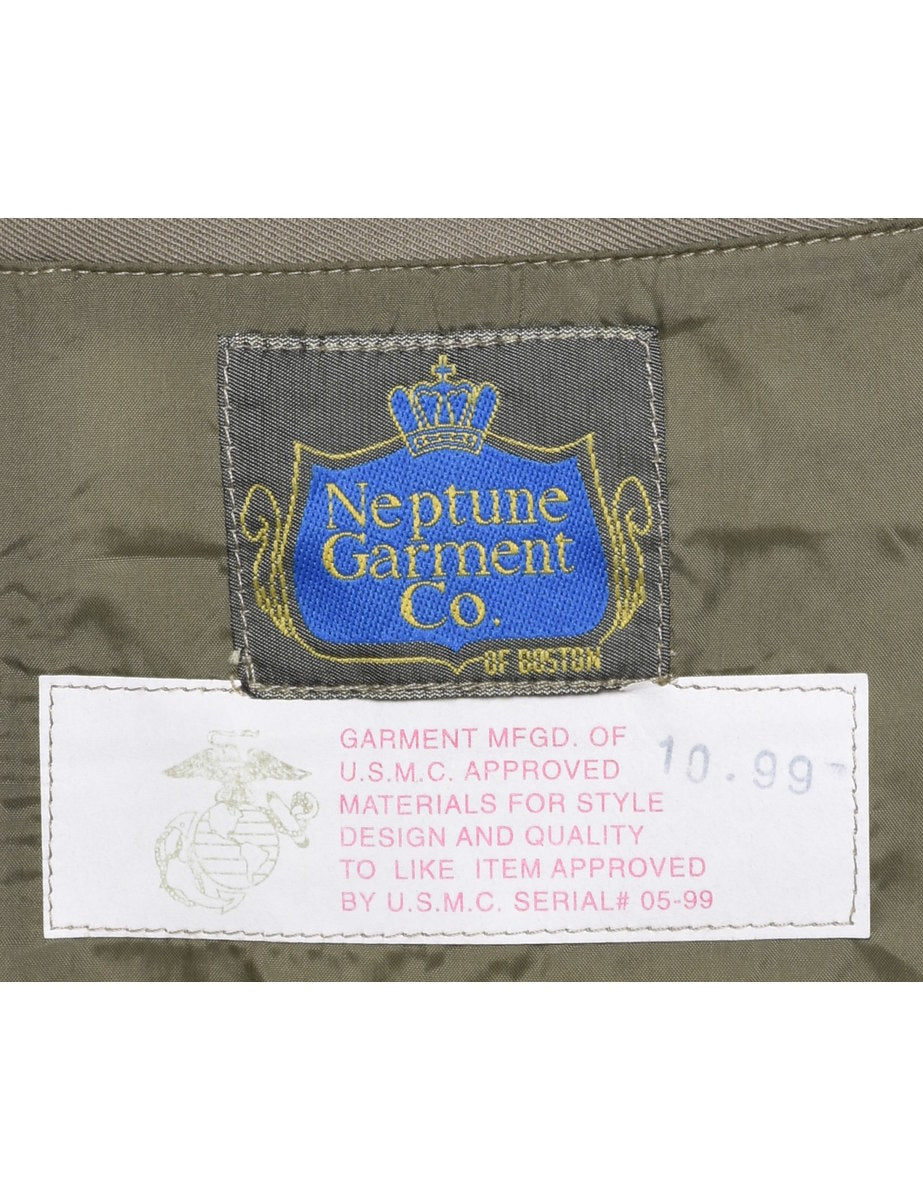 Neptune
Garment
Co.
OF BOSTON
GARMENT MFGD. OF
U.S.M.C. APPROVED
MATERIALS FOR STYLE
DESIGN AND QUALITY
TO LIKE ITEM APPROVED
BY U.S.M.C. SERIAL# 05-99
10.99-